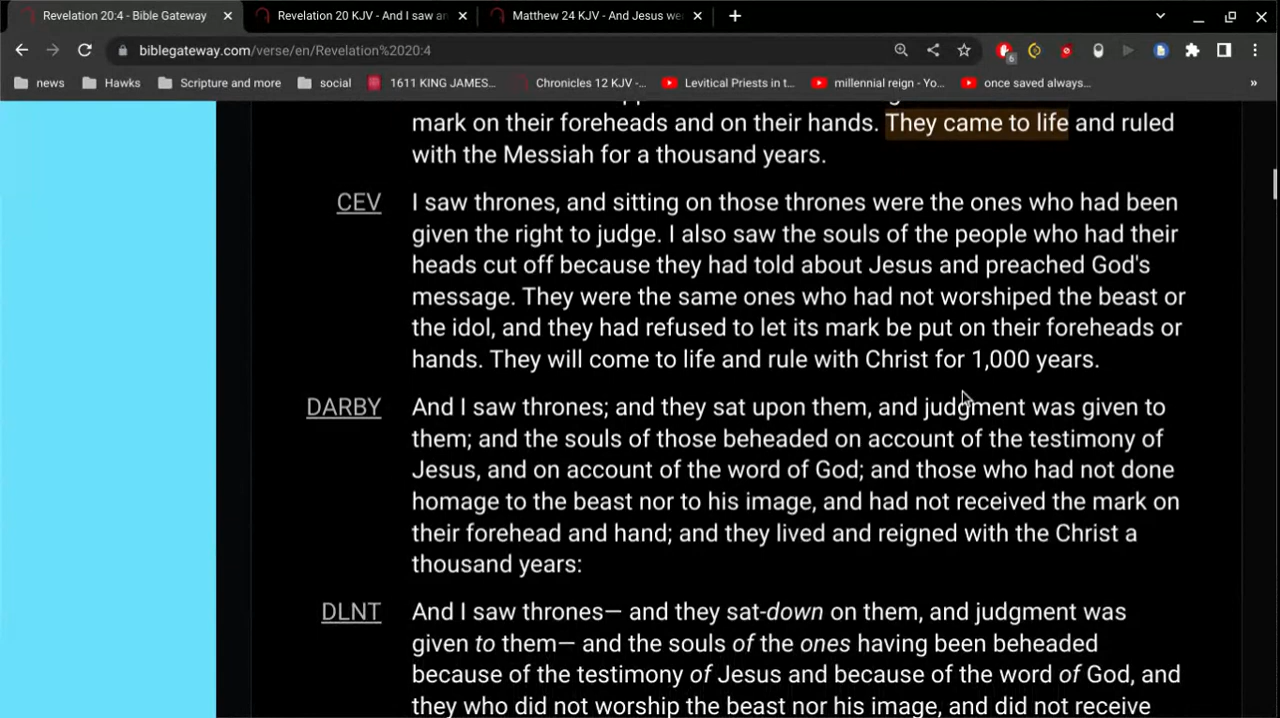 Revelation 20:4 - Bible Gateway
Revelation 20 KJV - And I saw an
Matthew 24 KJV - And Jesus we
biblegateway.com/verse/en/Revelation%2020:4
6
news
Hawks
Scripture and more
social
1611 KING JAMES...
Chronicles 12 KJV -...
Levitical Priests in t...
millennial reign - Yo...
once saved always...
»
mark on their foreheads and on their hands. They came to life and ruled
with the Messiah for a thousand years.
CEV I saw thrones, and sitting on those thrones were the ones who had been
given the right to judge. I also saw the souls of the people who had their
heads cut off because they had told about Jesus and preached God's
message. They were the same ones who had not worshiped the beast or
the idol, and they had refused to let its mark be put on their foreheads or
hands. They will come to life and rule with Christ for 1,000 years.
DARBY And I saw thrones; and they sat upon them, and judgment was given to
them; and the souls of those beheaded on account of the testimony of
Jesus, and on account of the word of God; and those who had not done
homage to the beast nor to his image, and had not received the mark on
their forehead and hand; and they lived and reigned with the Christ a
thousand years:
DLNT And I saw thrones— and they sat-down on them, and judgment was
given to them— and the souls of the ones having been beheaded
because of the testimony of Jesus and because of the word of God, and
they who did not worship the beast nor his image, and did not receive